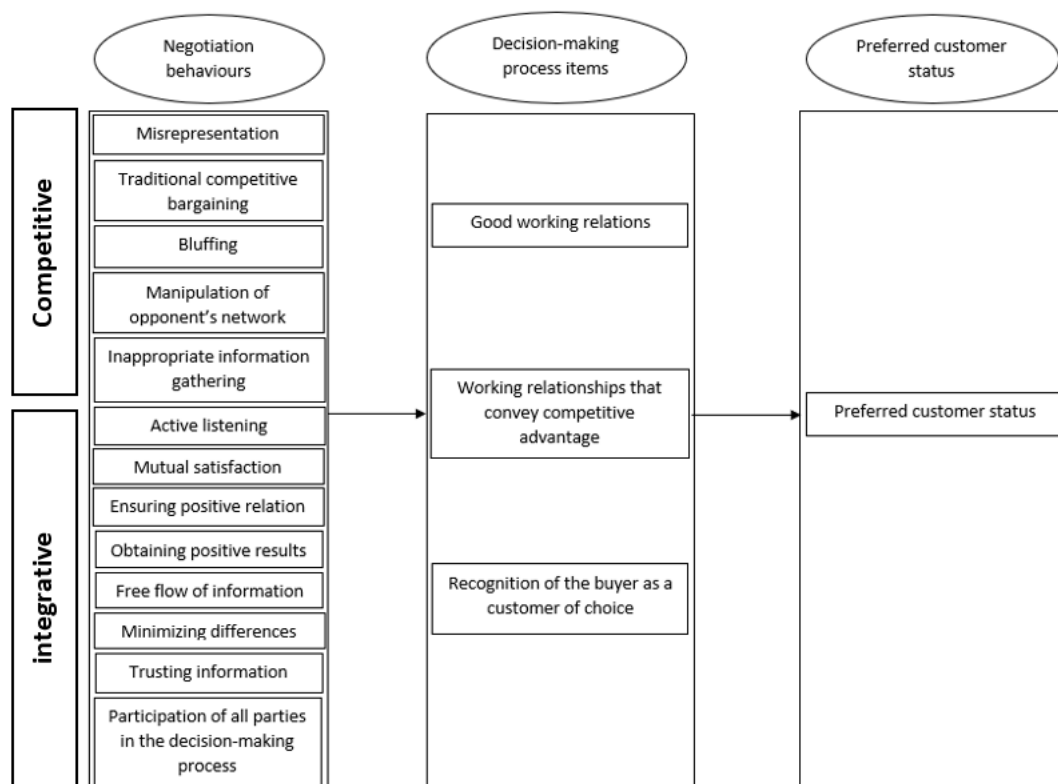 Negotiation
behaviours
Decision-making
process items
Preferred customer
status
Competitive
Misrepresentation
Traditional competitive
bargaining
Bluffing
Manipulation of
opponent's network
Inappropriate information
gathering
integrative
Active listening
Mutual satisfaction
Ensuring positive relation
Obtaining positive results
Free flow of information
Minimizing differences
Trusting information
Participation of all parties
in the decision-making
process
Good working relations
Working relationships that
convey competitive
advantage
Recognition of the buyer as a
customer of choice
Preferred customer status